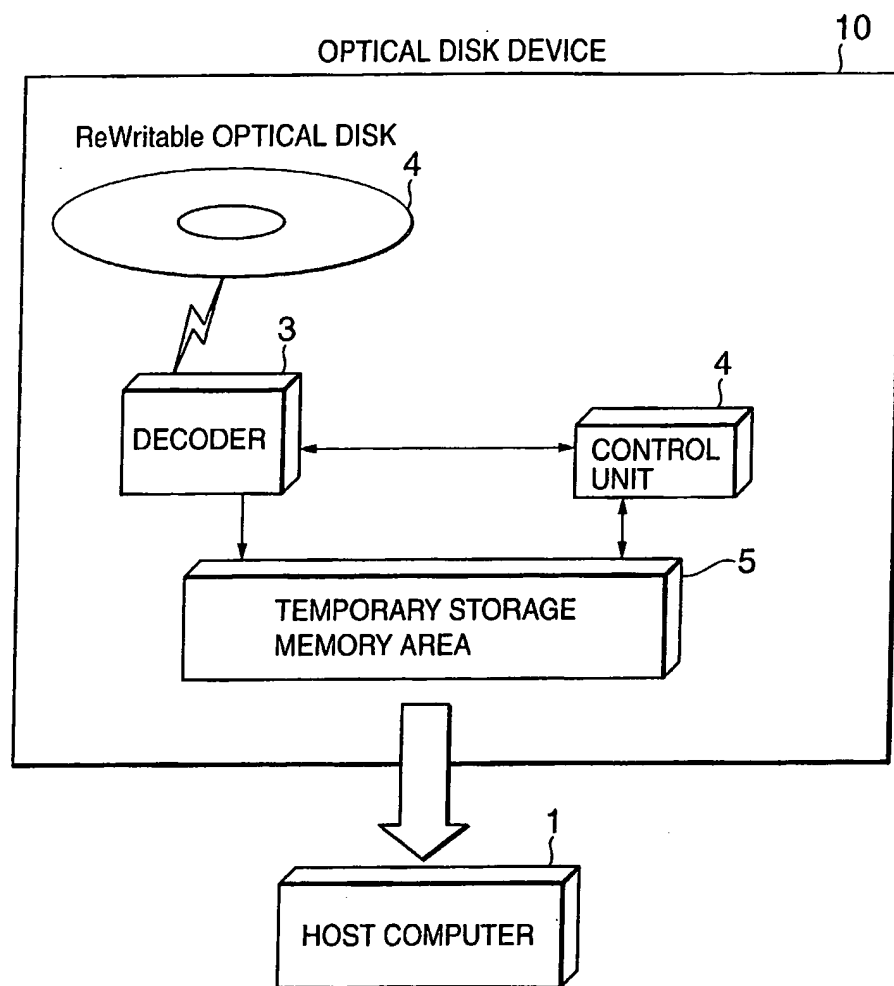 10
OPTICAL DISK DEVICE
ReWritable OPTICAL DISK
4
3
DECODER
4
CONTROL
UNIT
5
TEMPORARY STORAGE
MEMORY AREA
1
HOST COMPUTER